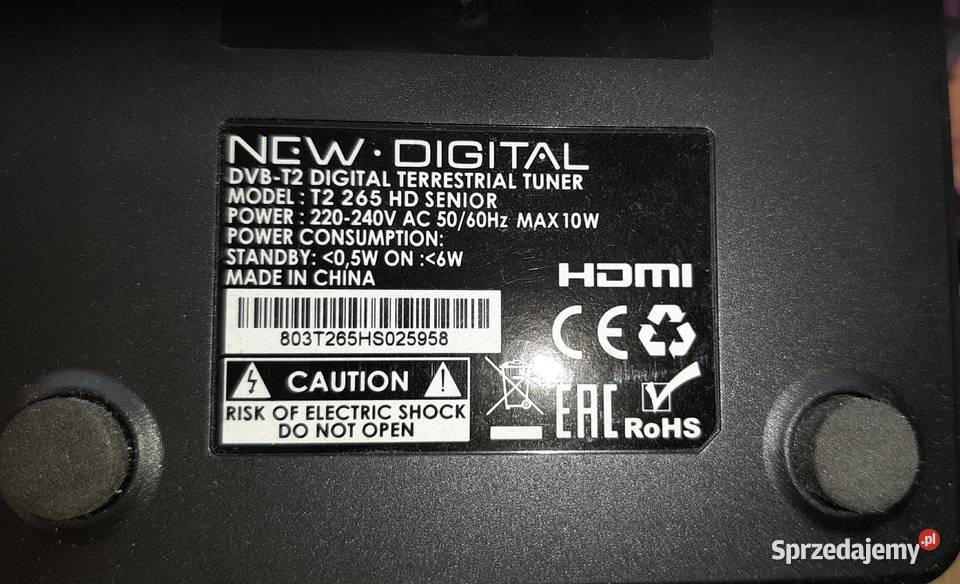 NEW · DIGITAL
DVB-T2 DIGITAL TERRESTRIAL TUNER
MODEL : T2 265 HD SENIOR
POWER : 220-240V AC 50/60Hz MAX 10W
POWER CONSUMPTION:
STANDBY: <0,5W ON :<6W
MADE IN CHINA
HDMI
803T265HS025958
CE
CAUTION
RISK OF ELECTRIC SHOCK
DO NOT OPEN
EAC
RoHS
Sprzedajemy.pl